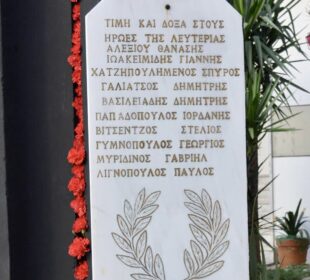 ΤΙΜΗ ΚΑΙ ΔΟΞΑ ΣΤΟΥΣ
ΗΡΩΕΣ ΤΗΣ ΛΕΥΤΕΡΙΑΣ
ΑΛΕΞΙΟΥ ΘΑΝΑΣΗΣ
ΙΩΑΚΕΙΜΙΔΗΣ ΓΙΑΝΝΗΣ
ΧΑΤΖΗΠΟΥΛΗΜΕΝΟΣ ΣΠΥΡΟΣ
ΓΑΛΙΑΤΣΟΣ ΔΗΜΗΤΡΗΣ
ΒΑΣΙΛΕΙΑΔΗΣ ΔΗΜΗΤΡΗΣ
ΠΑΠΑΔΟΠΟΥΛΟΣ ΙΟΡΔΑΝΗΣ
ΒΙΤΣΕΝΤΖΟΣ ΣΤΕΛΙΟΣ
ΓΥΜΝΟΠΟΥΛΟΣ ΓΕΩΡΓΙΟΣ
ΜΥΡΙΔΙΝΟΣ ΓΑΒΡΙΗΛ
ΛΙΓΝΟΠΟΥΛΟΣ ΠΑΥΛΟΣ